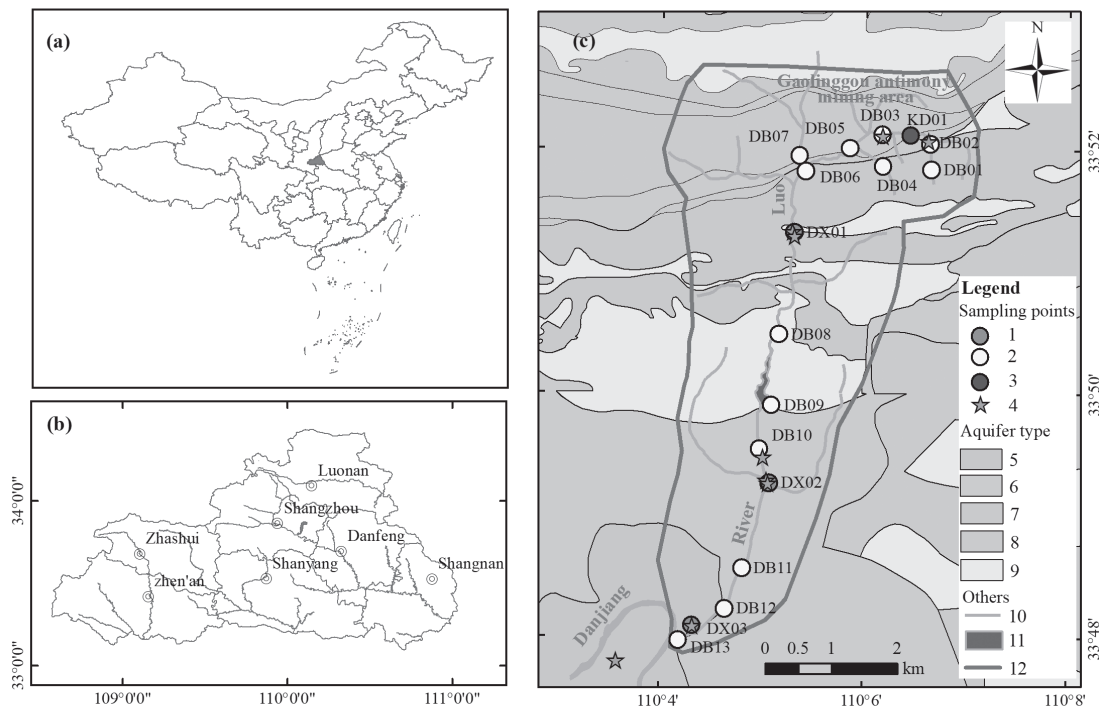 (a)
(b)
34°0'0"
33°0'0"
109°0'0"
110°0'0"
111°0'0"
Luonan
Shangzhou
Zhashui
Danfeng
Shanyang
Shangnan
zhen'an
(c)
N
Gaolinggon antimony
mining area
DB03
KD01
DB05
DB07
DB02
DB06
DB04
DB01
Luo
DX01
DB08
DB09
DB10
DX02
River
DB11
DB12
DX03
DB13
Danjiang
0 0.5 1 2
km
Legend
Sampling points
1
2
3
4
Aquifer type
5
6
7
8
9
Others
10
11
12
33°52'
33°50'
33°48'
110°4'
110°6'
110°8'